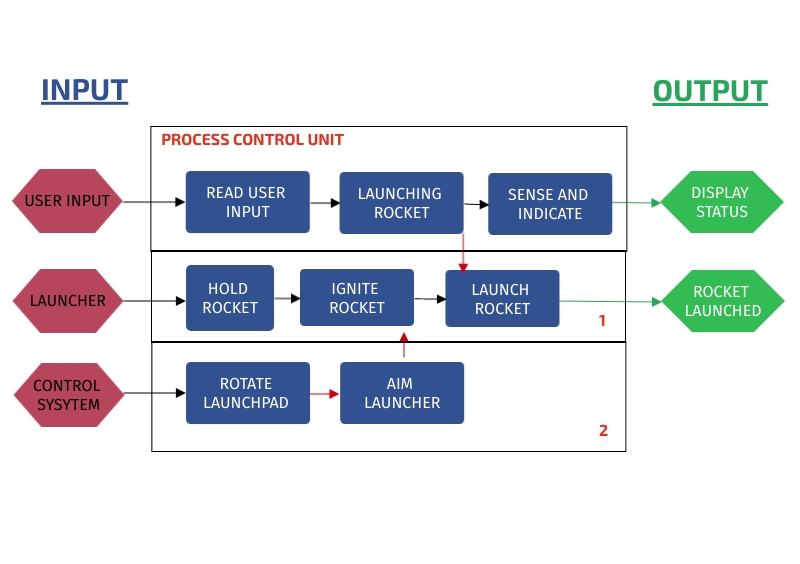 INPUT
OUTPUT
PROCESS CONTROL UNIT
USER INPUT
READ USER
INPUT
LAUNCHING
ROCKET
SENSE AND
INDICATE
DISPLAY
STATUS
LAUNCHER
HOLD
ROCKET
IGNITE
ROCKET
LAUNCH
ROCKET
1
ROCKET
LAUNCHED
CONTROL
SYSYTEM
ROTATE
LAUNCHPAD
AIM
LAUNCHER
2